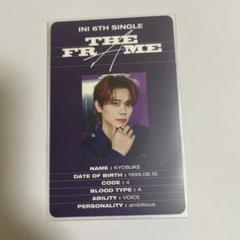 INI 6TH SINGLE
THE
FRAME
NAME : KYOSUKE
DATE OF BIRTH : 1999.08.10
CODE : 4
BLOOD TYPE : A
ABILITY : VOICE
PERSONALITY : ambitious